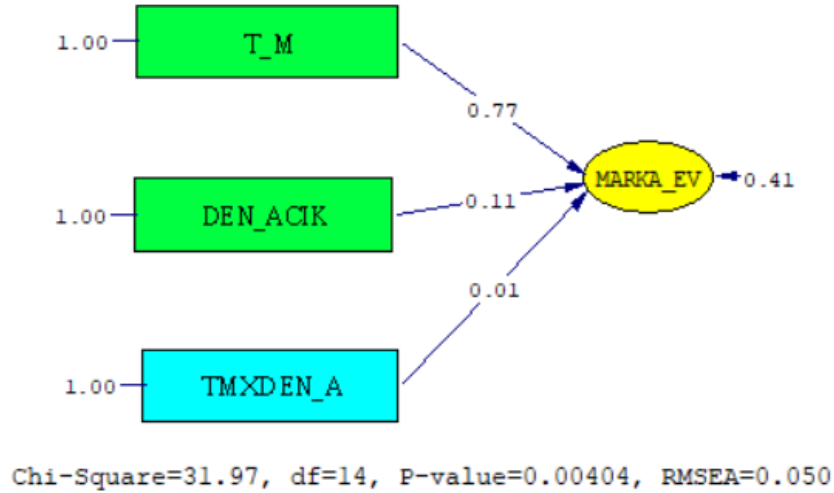 1.00
T_M
0.77
MARKA_EV
0.41
1.00
DEN_ACIK
0.11
0.01
1.00
TMXDEN_A
Chi-Square=31.97, df=14, P-value=0.00404, RMSEA=0.050